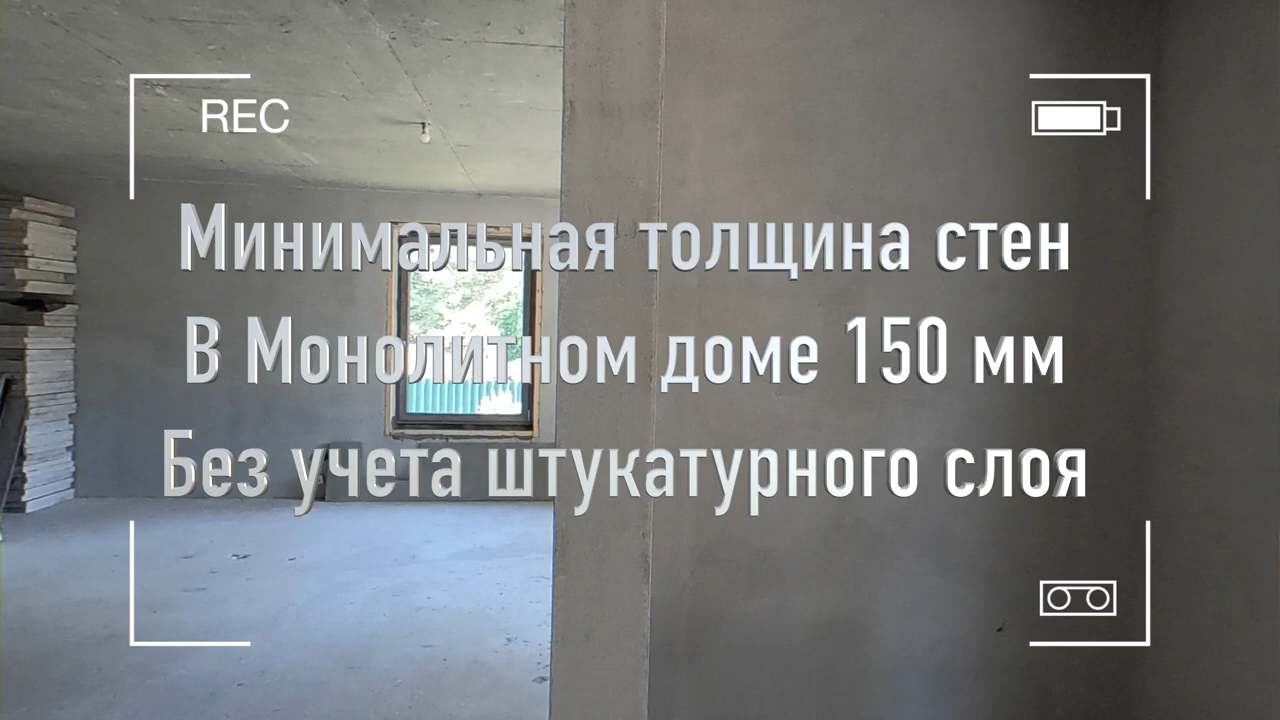 REC
Минимальная толщина стен
В Монолитном доме 150 мм
Без учета штукатурного слоя